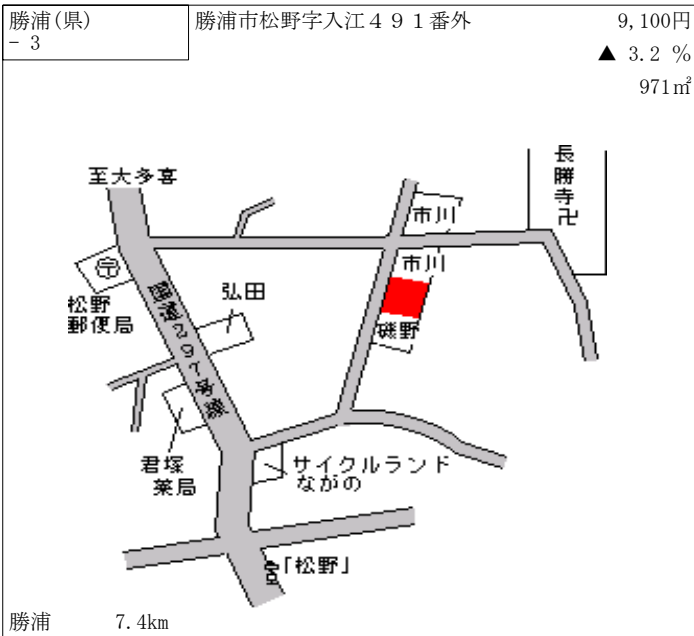 勝浦(県)
- 3
勝浦市松野字入江４９１番外
9,100円
▲ 3.2 %
971㎡
至大多喜
長勝寺卍
市川
市川
〒
松野
郵便局
弘田
国道297号線
磯野
君塚
薬局
サイクルランド
ながの
「松野」
勝浦 7.4km